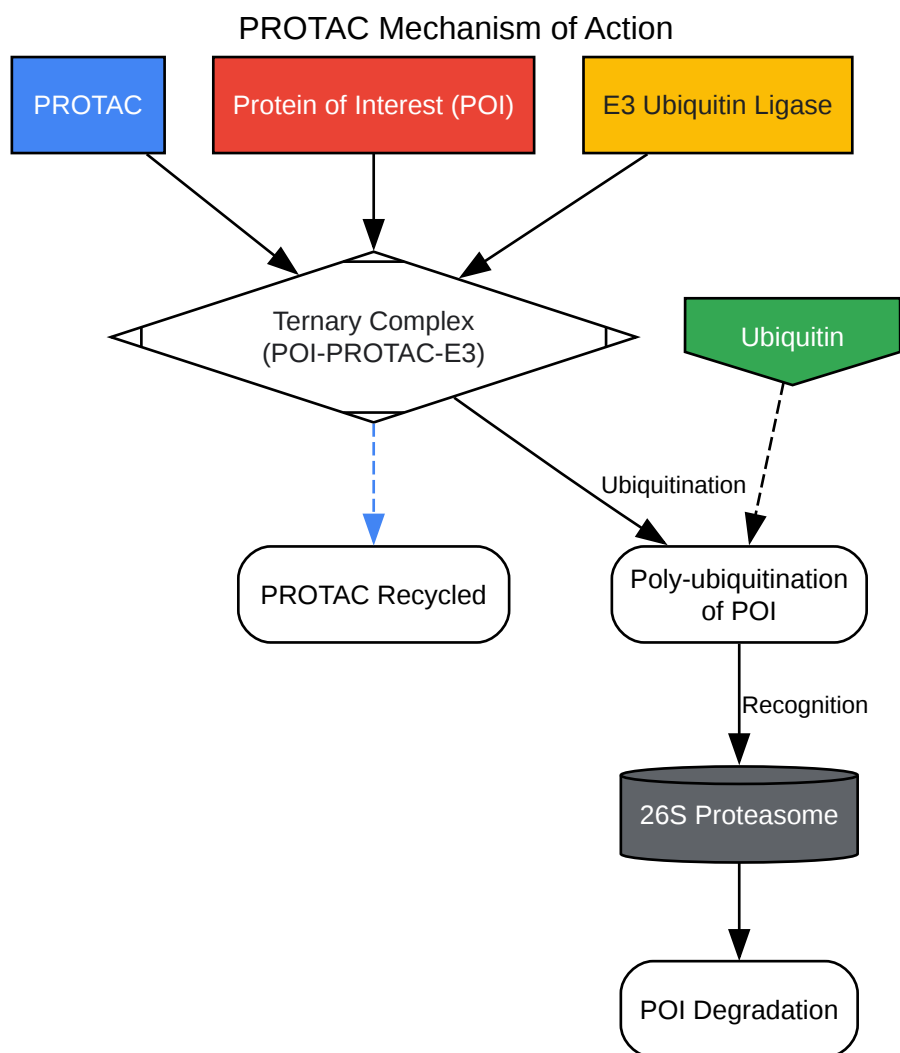 PROTAC Mechanism of Action
PROTAC
Protein of Interest (POI)
E3 Ubiquitin Ligase
Ternary Complex
(POI-PROTAC-E3)
Ubiquitin
Ubiquitination
PROTAC Recycled
Poly-ubiquitination
of POI
Recognition
26S Proteasome
POI Degradation